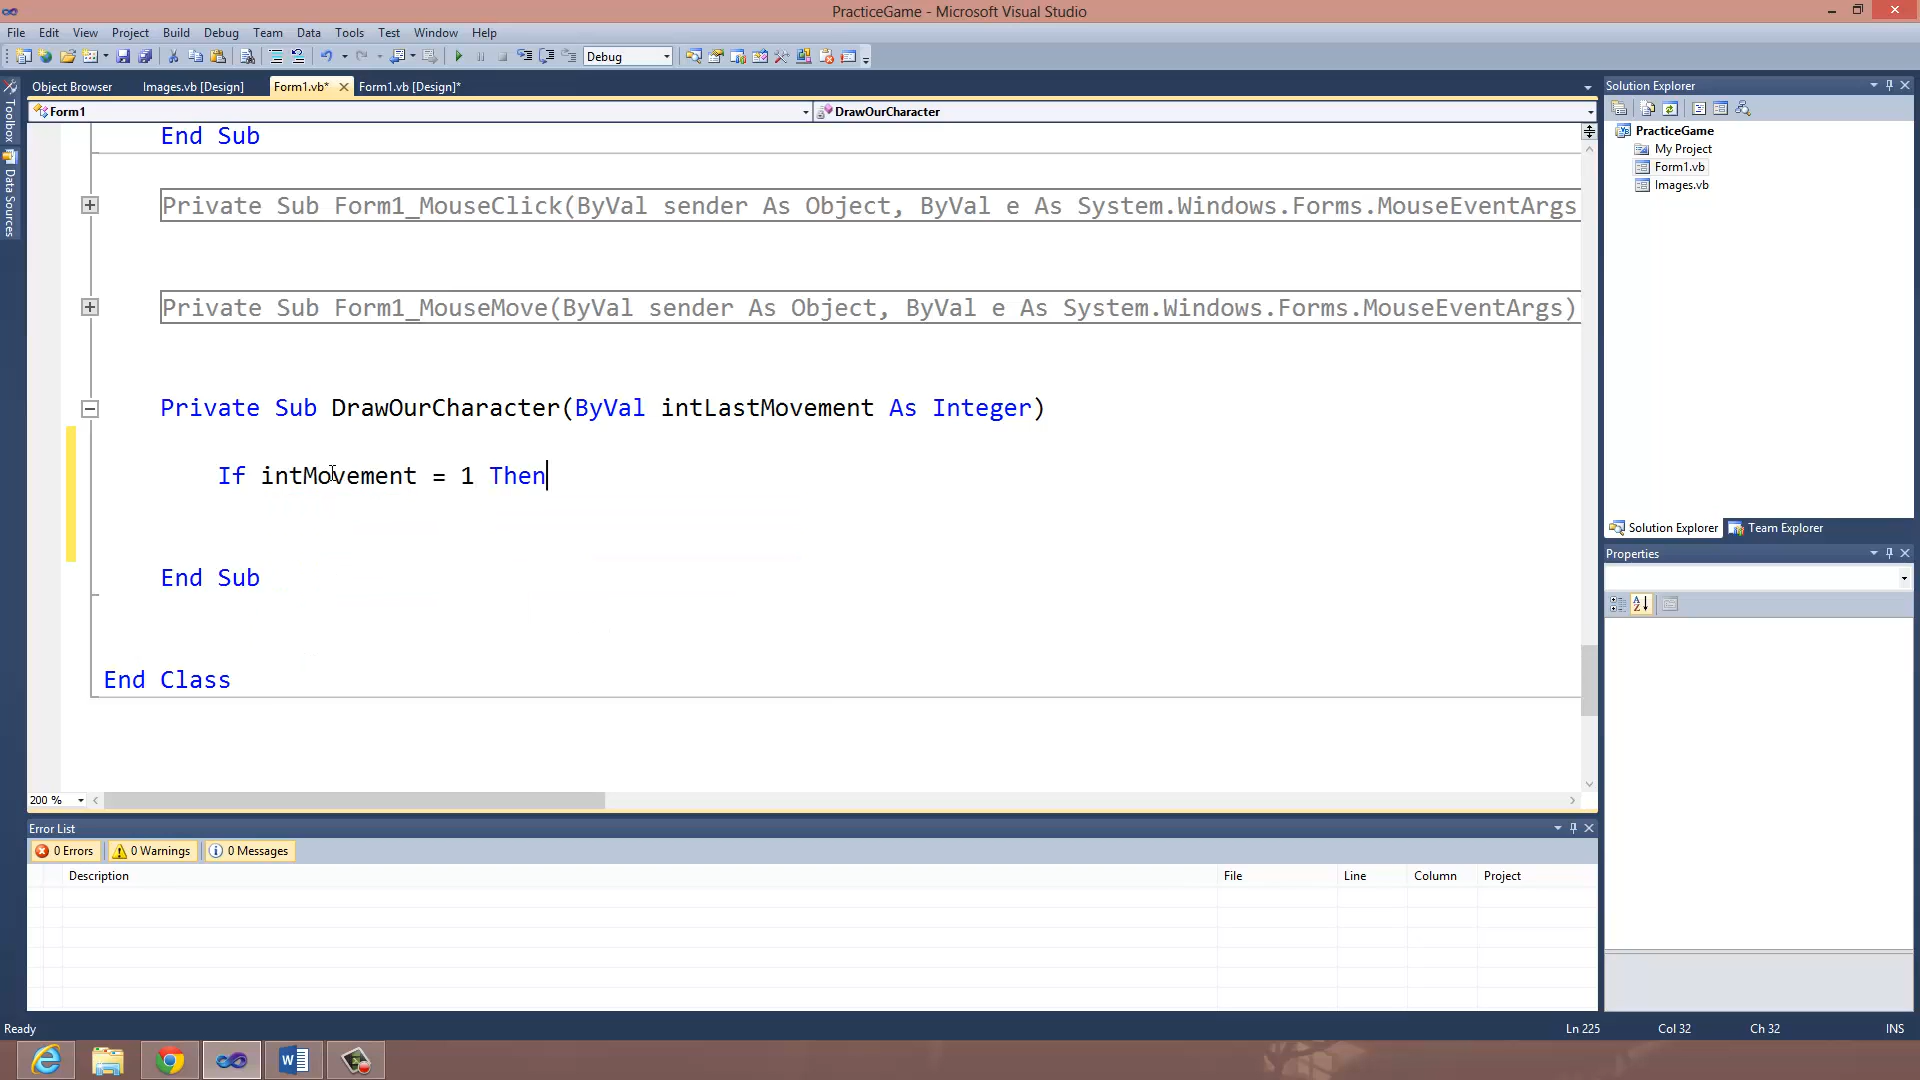 PracticeGame - Microsoft Visual Studio
File Edit View Project Build Debug Team Data Tools Test Window Help
Debug
Object Browser Images.vb [Design] Form1.vb* Form1.vb [Design]*
Form1 DrawOurCharacter
Toolbox
Data Sources
End Sub
Private Sub Form1_MouseClick(ByVal sender As Object, ByVal e As System.Windows.Forms.MouseEventArgs
Private Sub Form1_MouseMove(ByVal sender As Object, ByVal e As System.Windows.Forms.MouseEventArgs)
Private Sub DrawOurCharacter(ByVal intLastMovement As Integer)
If intMovement = 1 Then
End Sub
End Class
200 %
Solution Explorer
PracticeGame
My Project
Form1.vb
Images.vb
Solution Explorer Team Explorer
Properties
Error List
0 Errors 0 Warnings 0 Messages
Description File Line Column Project
Ready Ln 225 Col 32 Ch 32 INS